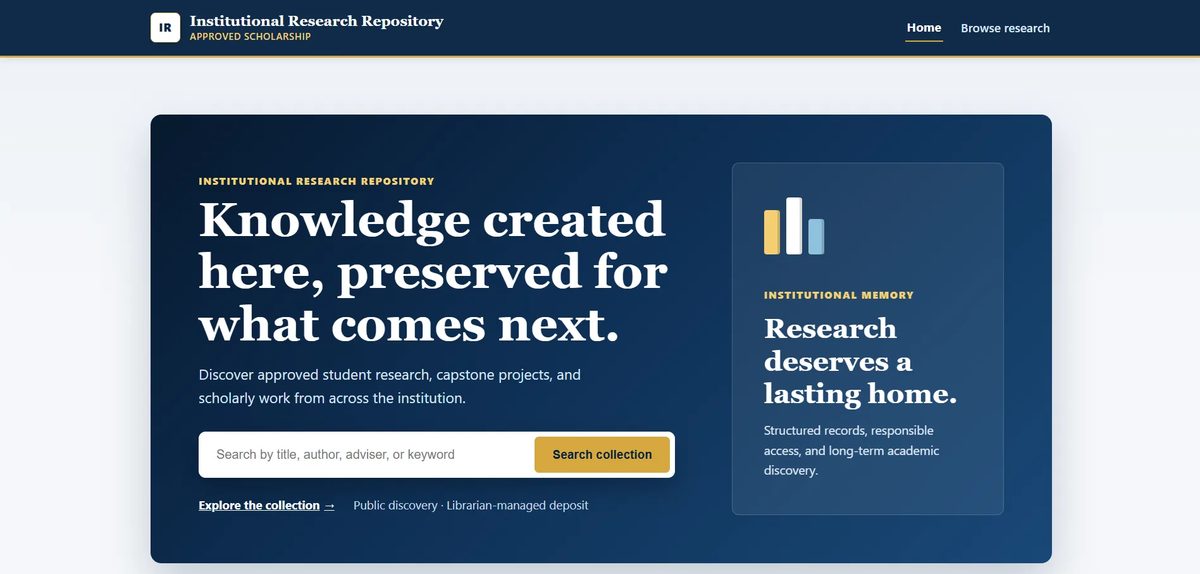 IR
Institutional Research Repository
APPROVED SCHOLARSHIP
Home
Browse research
INSTITUTIONAL RESEARCH REPOSITORY
Knowledge created
here, preserved for
what comes next.
Discover approved student research, capstone projects, and
scholarly work from across the institution.
Search by title, author, adviser, or keyword
Search collection
Explore the collection →
Public discovery · Librarian-managed deposit
INSTITUTIONAL MEMORY
Research
deserves a
lasting home.
Structured records, responsible
access, and long-term academic
discovery.